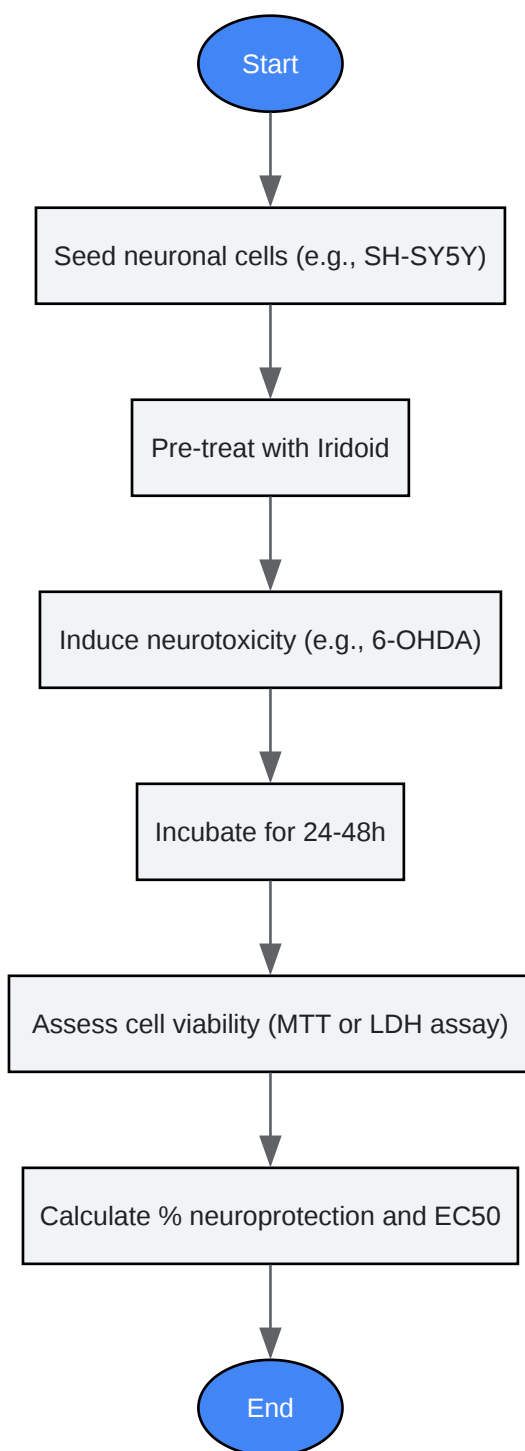 Start
Seed neuronal cells (e.g., SH-SY5Y)
Pre-treat with Iridoid
Induce neurotoxicity (e.g., 6-OHDA)
Incubate for 24-48h
Assess cell viability (MTT or LDH assay)
Calculate % neuroprotection and EC50
End